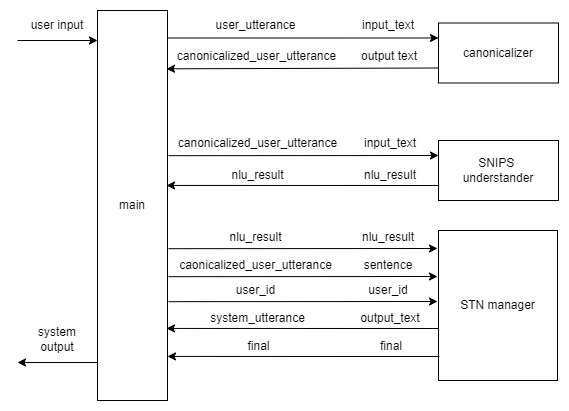 user input
user_utterance input_text
canonicalizer
canonicalized_user_utterance output text
canonicalized_user_utterance input_text
SNIPS
understander
nlu_result nlu_result
main
nlu_result nlu_result
caonicalized_user_utterance sentence
user_id user_id
STN manager
system_utterance output_text
system
output
final final